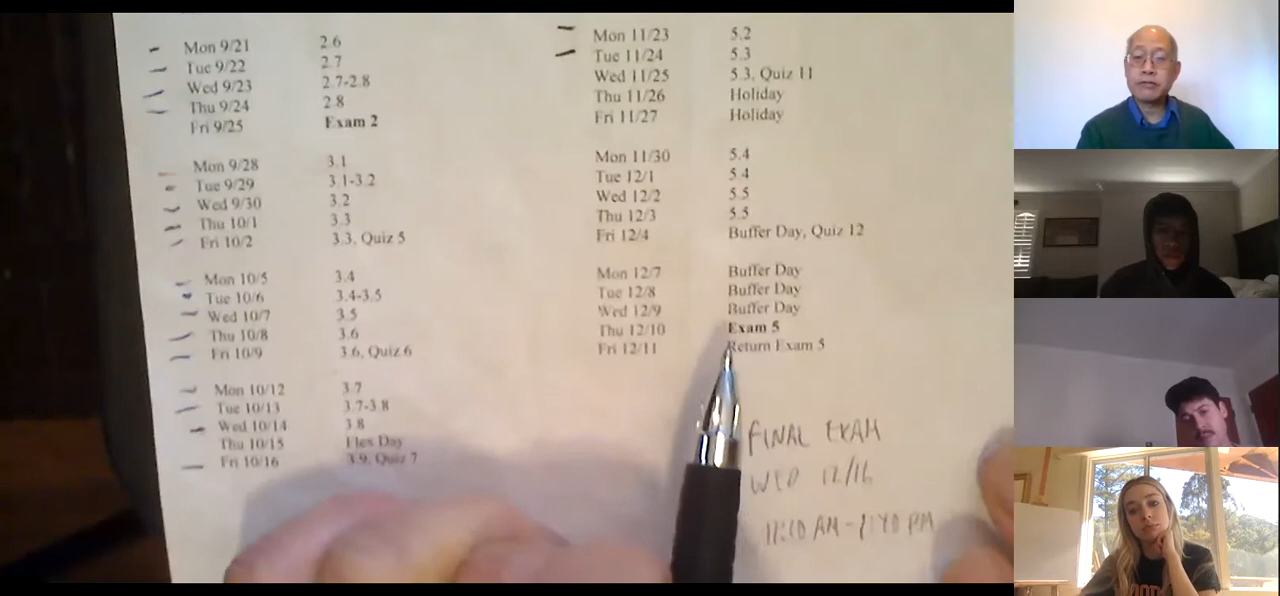 Mon 9/21 2.6
Tue 9/22 2.7
Wed 9/23 2.7-2.8
Thu 9/24 2.8
Fri 9/25 Exam 2
Mon 9/28 3.1
Tue 9/29 3.1-3.2
Wed 9/30 3.2
Thu 10/1 3.3
Fri 10/2 3.3, Quiz 5
Mon 10/5 3.4
Tue 10/6 3.4-3.5
Wed 10/7 3.5
Thu 10/8 3.6
Fri 10/9 3.6, Quiz 6
Mon 10/12 3.7
Tue 10/13 3.7-3.8
Wed 10/14 3.8
Thu 10/15 Flex Day
Fri 10/16 3.9, Quiz 7
Mon 11/23 5.2
Tue 11/24 5.3
Wed 11/25 5.3, Quiz 11
Thu 11/26 Holiday
Fri 11/27 Holiday
Mon 11/30 5.4
Tue 12/1 5.4
Wed 12/2 5.5
Thu 12/3 5.5
Fri 12/4 Buffer Day, Quiz 12
Mon 12/7 Buffer Day
Tue 12/8 Buffer Day
Wed 12/9 Buffer Day
Thu 12/10 Exam 5
Fri 12/11 Return Exam 5
FINAL EXAM
WED 12/16
AM - PM